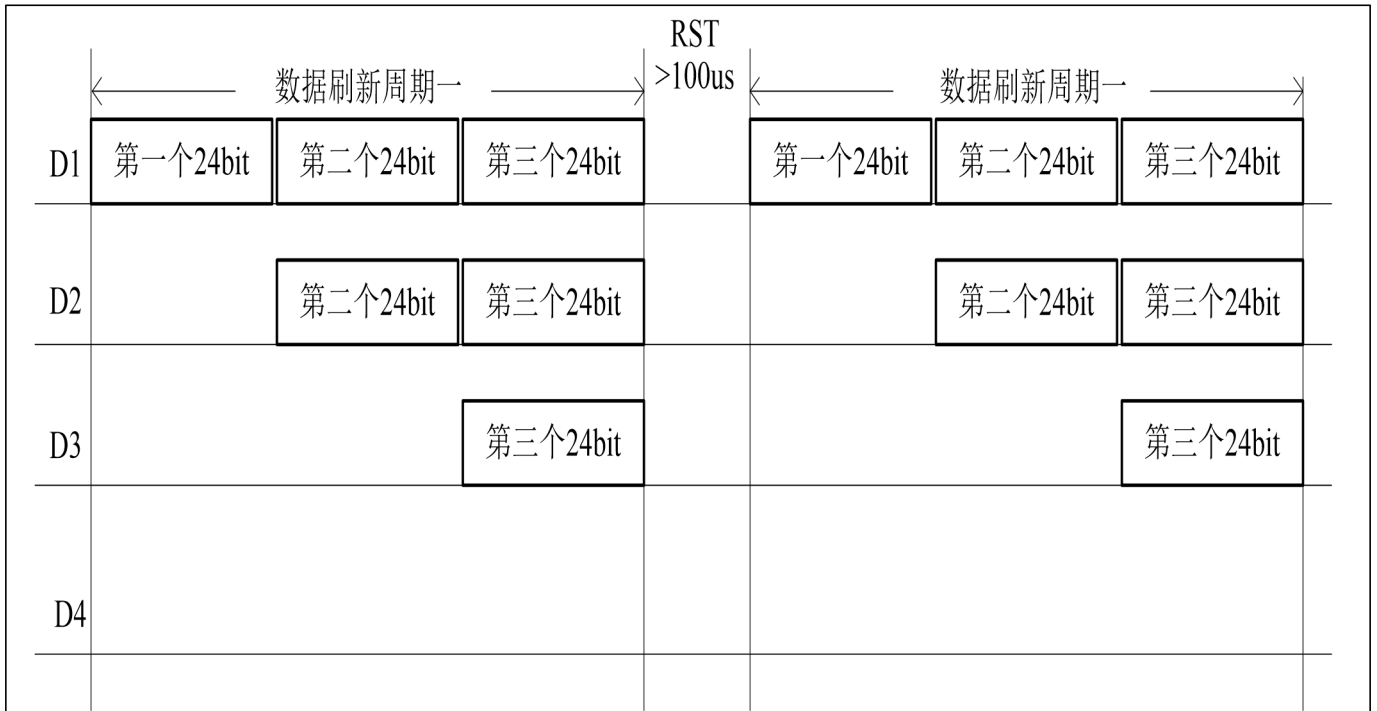 RST
>100us
数据刷新周期一
数据刷新周期一
D1 第一个24bit 第二个24bit 第三个24bit 第一个24bit 第二个24bit 第三个24bit
D2 第二个24bit 第三个24bit 第二个24bit 第三个24bit
D3 第三个24bit 第三个24bit
D4